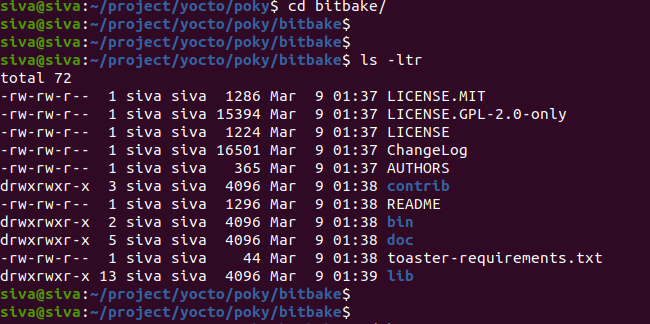 siva@siva:~/project/yocto/poky$ cd bitbake/
siva@siva:~/project/yocto/poky/bitbake$
siva@siva:~/project/yocto/poky/bitbake$
siva@siva:~/project/yocto/poky/bitbake$ ls -ltr
total 72
-rw-rw-r--  1 siva siva  1286 Mar  9 01:37 LICENSE.MIT
-rw-rw-r--  1 siva siva 15394 Mar  9 01:37 LICENSE.GPL-2.0-only
-rw-rw-r--  1 siva siva  1224 Mar  9 01:37 LICENSE
-rw-rw-r--  1 siva siva 16501 Mar  9 01:37 ChangeLog
-rw-rw-r--  1 siva siva   365 Mar  9 01:37 AUTHORS
drwxrwxr-x  3 siva siva  4096 Mar  9 01:38 contrib
-rw-rw-r--  1 siva siva  1296 Mar  9 01:38 README
drwxrwxr-x  2 siva siva  4096 Mar  9 01:38 bin
drwxrwxr-x  5 siva siva  4096 Mar  9 01:38 doc
-rw-rw-r--  1 siva siva    44 Mar  9 01:38 toaster-requirements.txt
drwxrwxr-x 13 siva siva  4096 Mar  9 01:39 lib
siva@siva:~/project/yocto/poky/bitbake$
siva@siva:~/project/yocto/poky/bitbake$